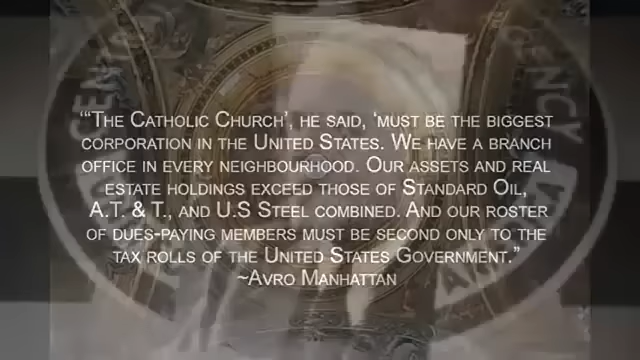 “‘The Catholic Church’, he said, ‘must be the biggest
corporation in the United States. We have a branch
office in every neighbourhood. Our assets and real
estate holdings exceed those of Standard Oil,
A.T. & T., and U.S Steel combined. And our roster
of dues-paying members must be second only to the
tax rolls of the United States Government.”
~Avro Manhattan